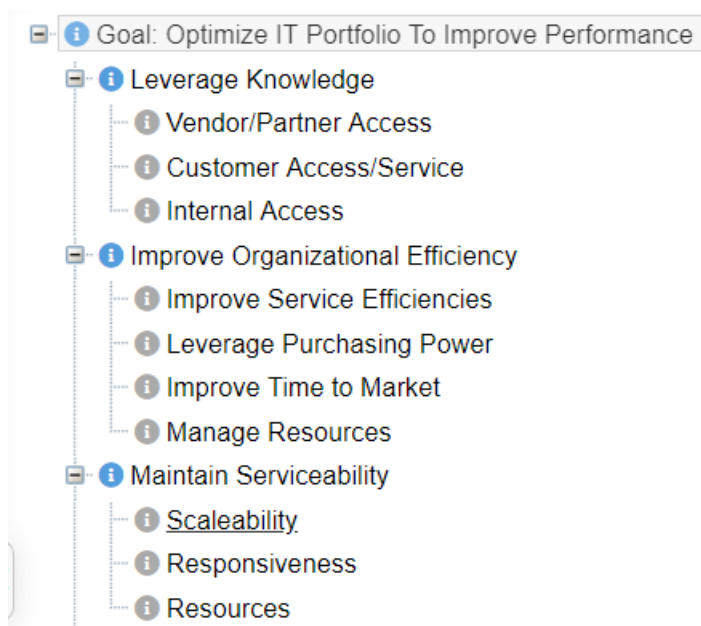 Goal: Optimize IT Portfolio To Improve Performance
Leverage Knowledge
Vendor/Partner Access
Customer Access/Service
Internal Access
Improve Organizational Efficiency
Improve Service Efficiencies
Leverage Purchasing Power
Improve Time to Market
Manage Resources
Maintain Serviceability
Scaleability
Responsiveness
Resources